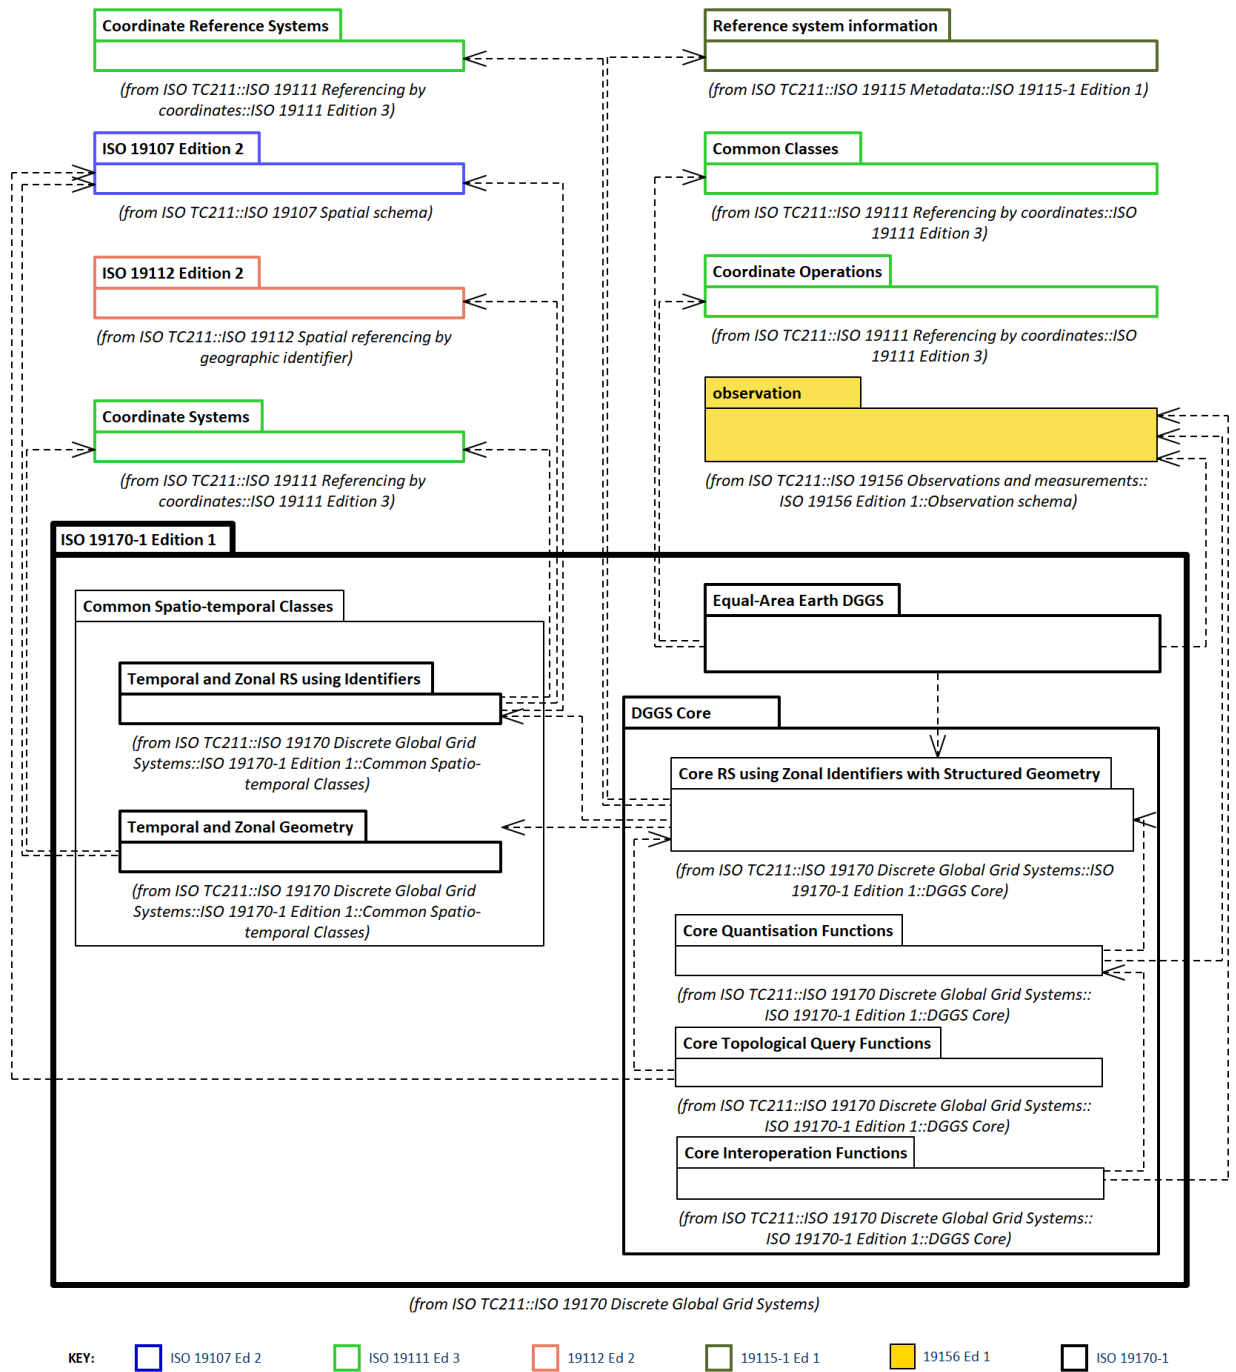 Coordinate Reference Systems
(from ISO TC211::ISO 19111 Referencing by
coordinates::ISO 19111 Edition 3)
Reference system information
(from ISO TC211::ISO 19115 Metadata::ISO 19115-1 Edition 1)
ISO 19107 Edition 2
(from ISO TC211::ISO 19107 Spatial schema)
Common Classes
(from ISO TC211::ISO 19111 Referencing by coordinates::ISO
19111 Edition 3)
ISO 19112 Edition 2
(from ISO TC211::ISO 19112 Spatial referencing by
geographic identifier)
Coordinate Operations
(from ISO TC211::ISO 19111 Referencing by coordinates::ISO
19111 Edition 3)
Coordinate Systems
(from ISO TC211::ISO 19111 Referencing by
coordinates::ISO 19111 Edition 3)
observation
(from ISO TC211::ISO 19156 Observations and measurements::
ISO 19156 Edition 1::Observation schema)
ISO 19170-1 Edition 1
Common Spatio-temporal Classes
Temporal and Zonal RS using Identifiers
(from ISO TC211::ISO 19170 Discrete Global Grid
Systems::ISO 19170-1 Edition 1::Common Spatio-
temporal Classes)
Temporal and Zonal Geometry
(from ISO TC211::ISO 19170 Discrete Global Grid
Systems::ISO 19170-1 Edition 1::Common Spatio-
temporal Classes)
Equal-Area Earth DGGS
DGGS Core
Core RS using Zonal Identifiers with Structured Geometry
(from ISO TC211::ISO 19170 Discrete Global Grid Systems::ISO
19170-1 Edition 1::DGGS Core)
Core Quantisation Functions
(from ISO TC211::ISO 19170 Discrete Global Grid Systems::
ISO 19170-1 Edition 1::DGGS Core)
Core Topological Query Functions
(from ISO TC211::ISO 19170 Discrete Global Grid Systems::
ISO 19170-1 Edition 1::DGGS Core)
Core Interoperation Functions
(from ISO TC211::ISO 19170 Discrete Global Grid Systems::
ISO 19170-1 Edition 1::DGGS Core)
(from ISO TC211::ISO 19170 Discrete Global Grid Systems)
KEY: ISO 19107 Ed 2 ISO 19111 Ed 3 19112 Ed 2 19115-1 Ed 1 19156 Ed 1 ISO 19170-1